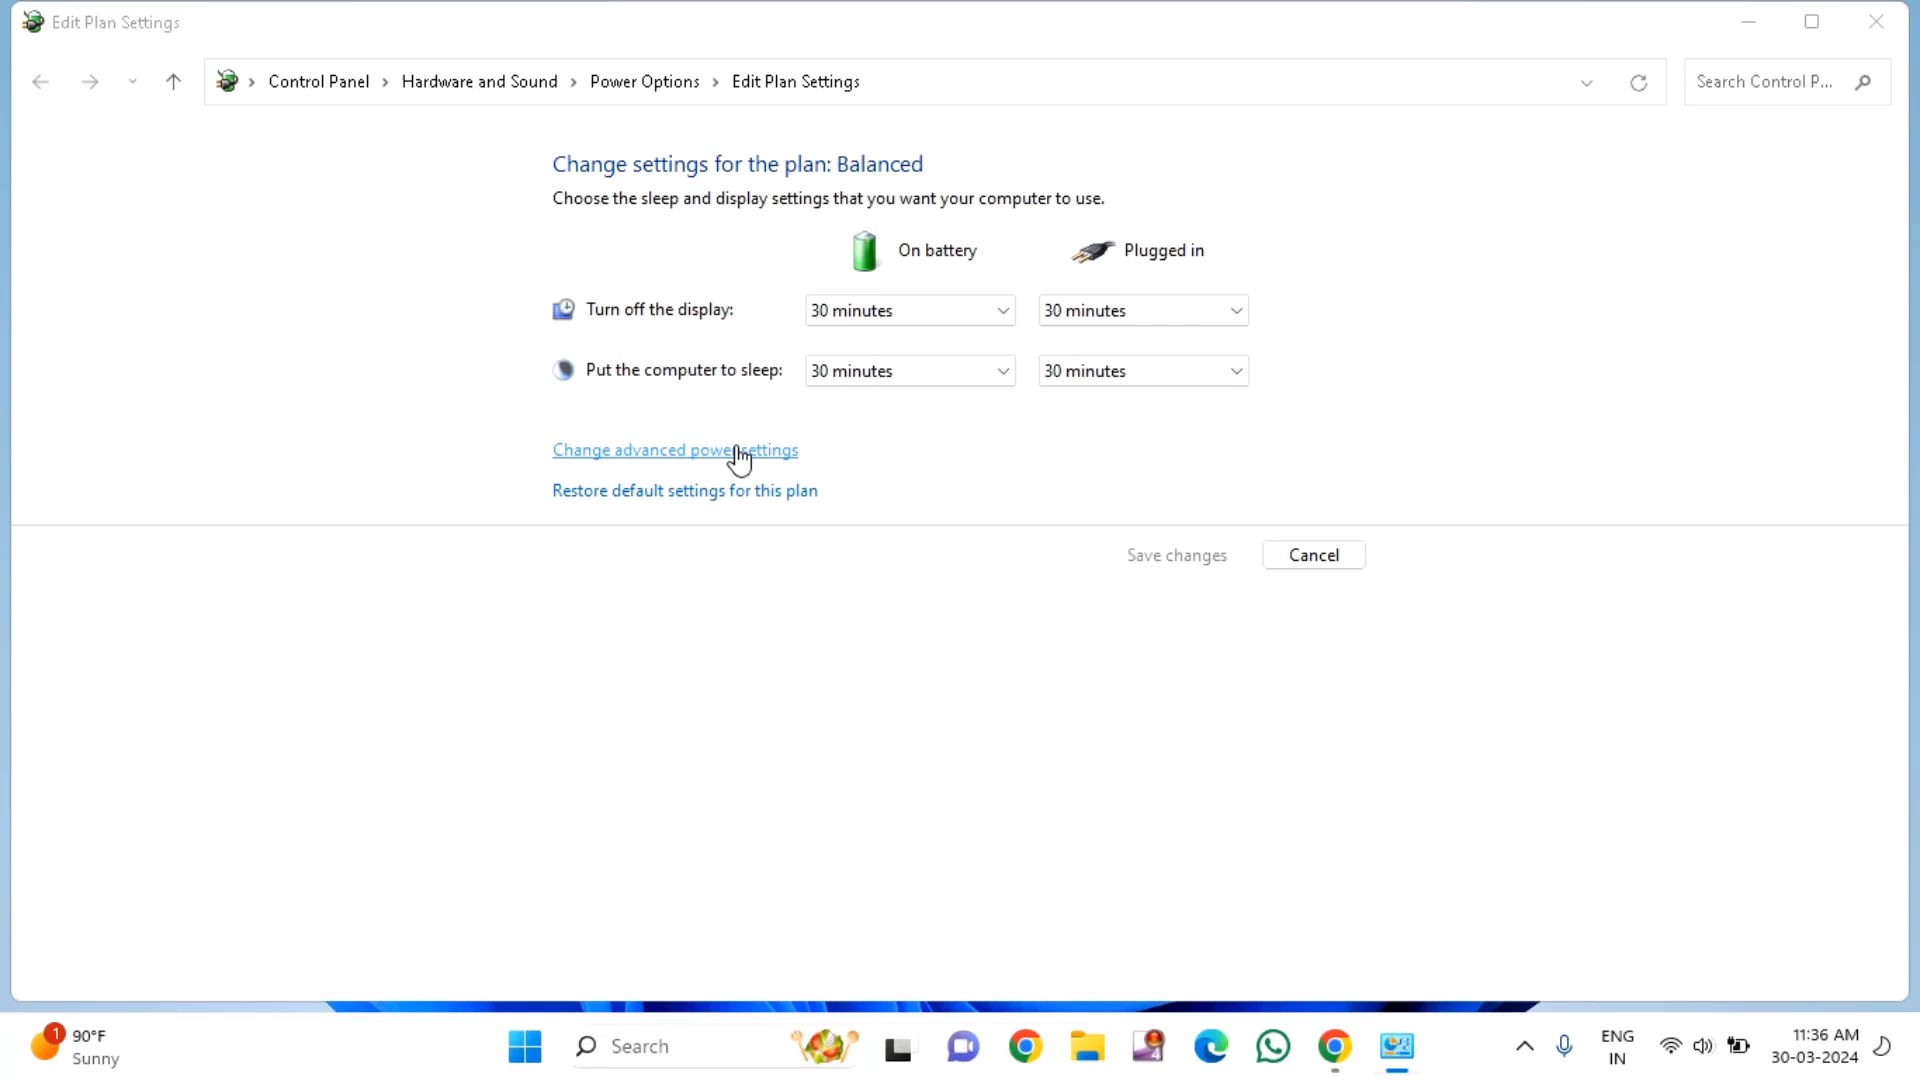 Edit Plan Settings
Control Panel > Hardware and Sound > Power Options > Edit Plan Settings
Search Control P...
Change settings for the plan: Balanced
Choose the sleep and display settings that you want your computer to use.
On battery Plugged in
Turn off the display: 30 minutes 30 minutes
Put the computer to sleep: 30 minutes 30 minutes
Change advanced power settings
Restore default settings for this plan
Save changes Cancel
1
90°F
Sunny
Search
4
ENG
IN
11:36 AM
30-03-2024